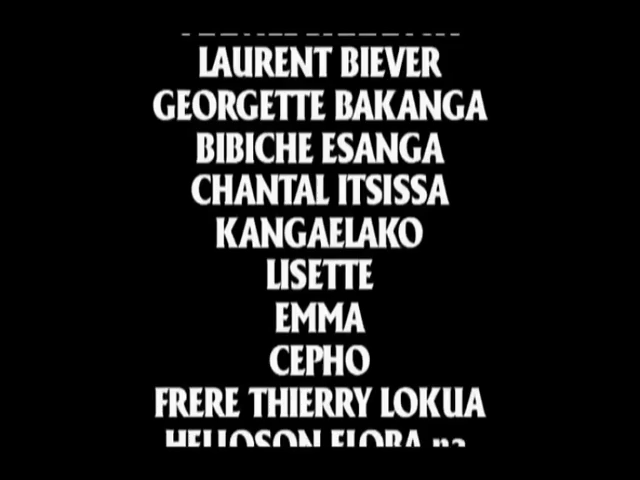 LAURENT BIEVER
GEORGETTE BAKANGA
BIBICHE ESANGA
CHANTAL ITSISSA
KANGAELAKO
LISETTE
EMMA
CEPHO
FRERE THIERRY LOKUA